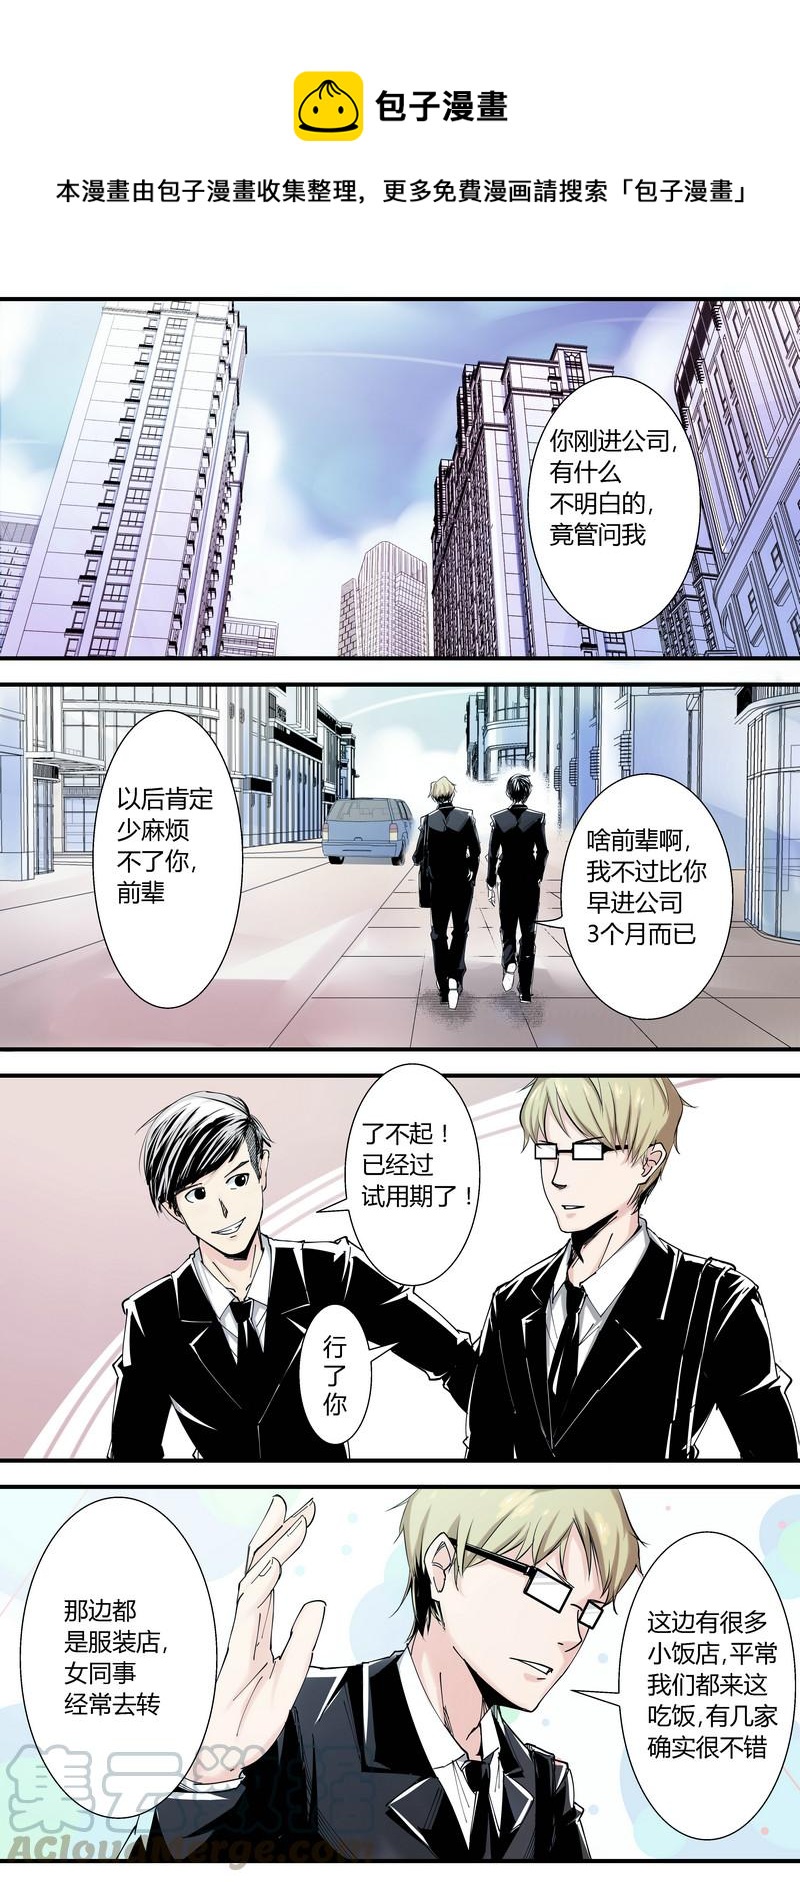 包子漫畫
本漫畫由包子漫畫收集整理，更多免費漫画請搜索「包子漫畫」
你刚进公司，
有什么
不明白的，
竟管问我
以后肯定
少麻烦
不了你，
前辈
啥前辈啊，
我不过比你
早进公司
3个月而已
了不起！
已经过
试用期了！
行
了
你
那边都
是服装店，
女同事
经常去转
这边有很多
小饭店，平常
我们都来这
吃饭，有几家
确实很不错
集云数据
ACloudMerge.com